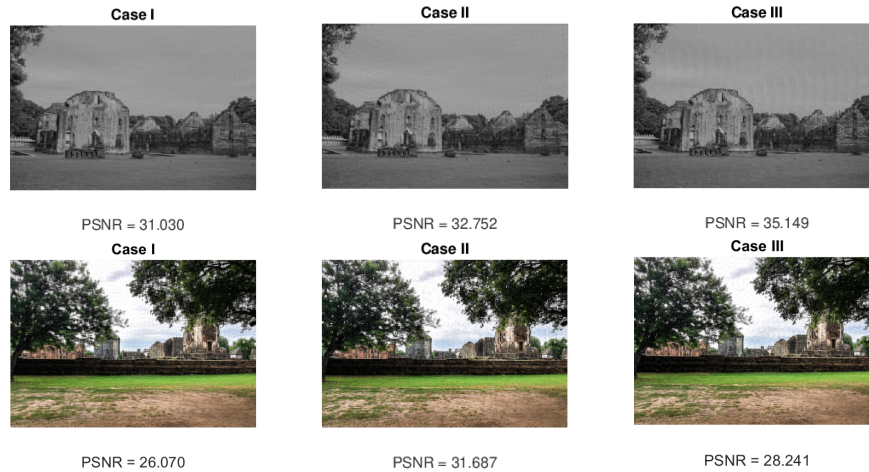 Case I
Case II
Case III
PSNR = 31.030
PSNR = 32.752
PSNR = 35.149
Case I
Case II
Case III
PSNR = 26.070
PSNR = 31.687
PSNR = 28.241